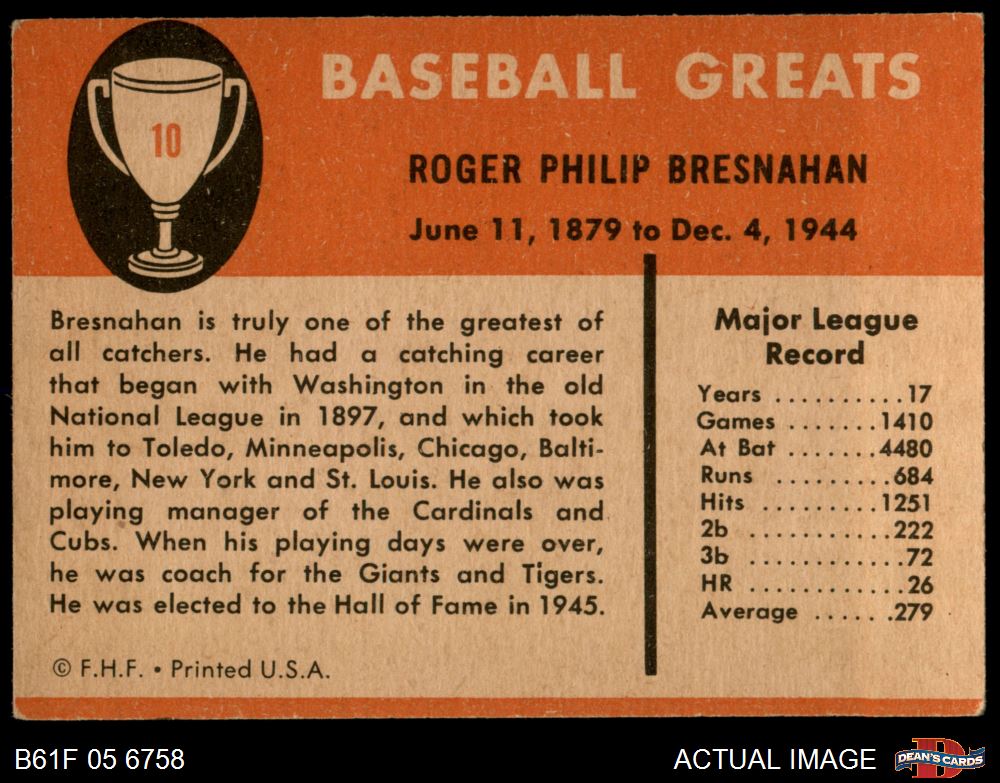 10
BASEBALL GREATS
ROGER PHILIP BRESNAHAN
June 11, 1879 to Dec. 4, 1944
Bresnahan is truly one of the greatest of
all catchers. He had a catching career
that began with Washington in the old
National League in 1897, and which took
him to Toledo, Minneapolis, Chicago, Balti-
more, New York and St. Louis. He also was
playing manager of the Cardinals and
Cubs. When his playing days were over,
he was coach for the Giants and Tigers.
He was elected to the Hall of Fame in 1945.
© F.H.F. • Printed U.S.A.
Major League
Record
Years ..........17
Games .......1410
At Bat .......4480
Runs .........684
Hits ..........1251
2b ...........222
3b ............72
HR ............26
Average ......279
B61F 05 6758
ACTUAL IMAGE
D
DEAN'S CARDS